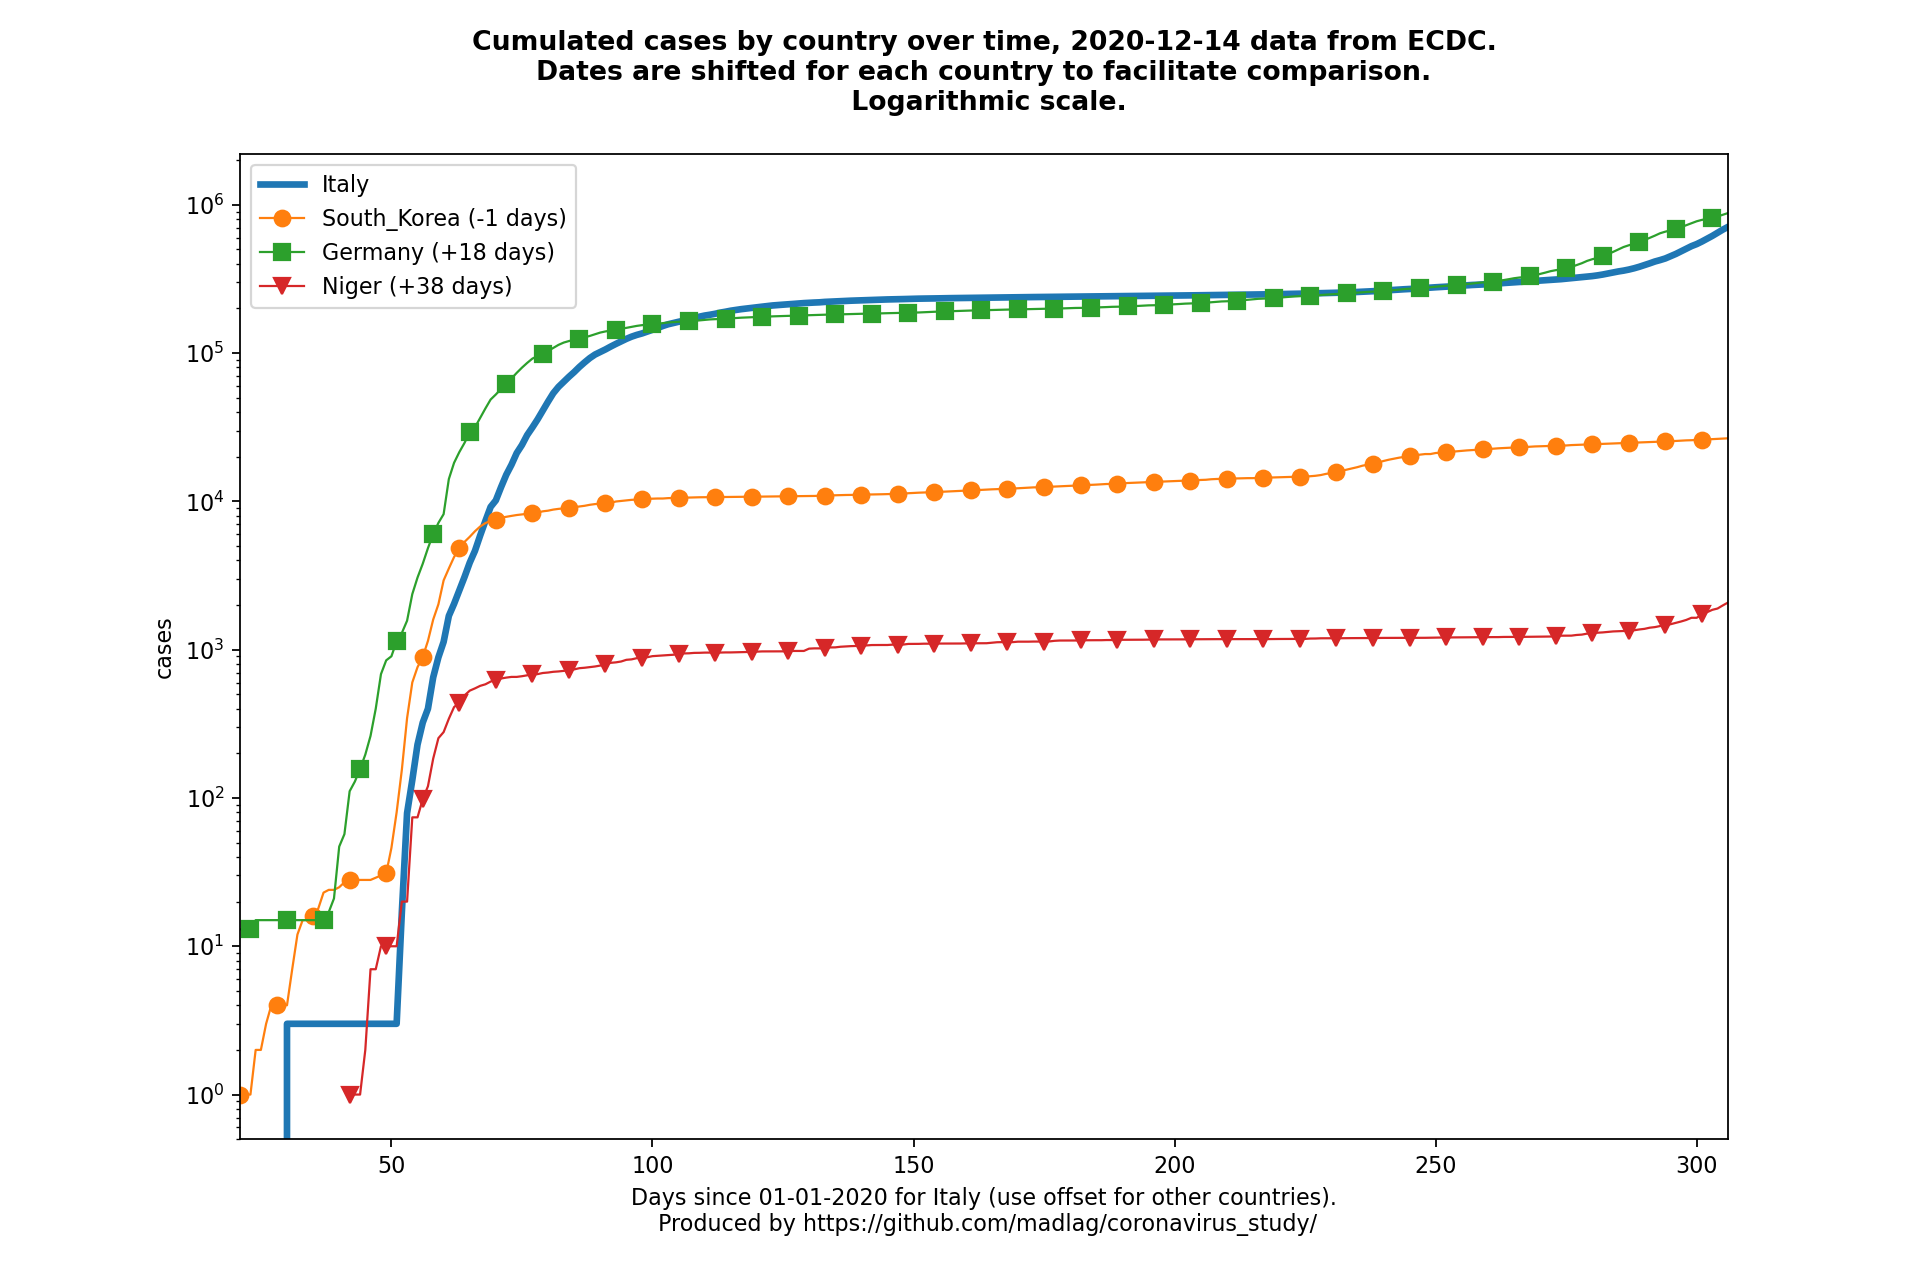 Cumulated cases by country over time, 2020-12-14 data from ECDC.
Dates are shifted for each country to facilitate comparison.
Logarithmic scale.
Italy
South_Korea (-1 days)
Germany (+18 days)
Niger (+38 days)
10^6
10^5
10^4
10^3
10^2
10^1
10^0
cases
50 100 150 200 250 300
Days since 01-01-2020 for Italy (use offset for other countries).
Produced by https://github.com/madlag/coronavirus_study/